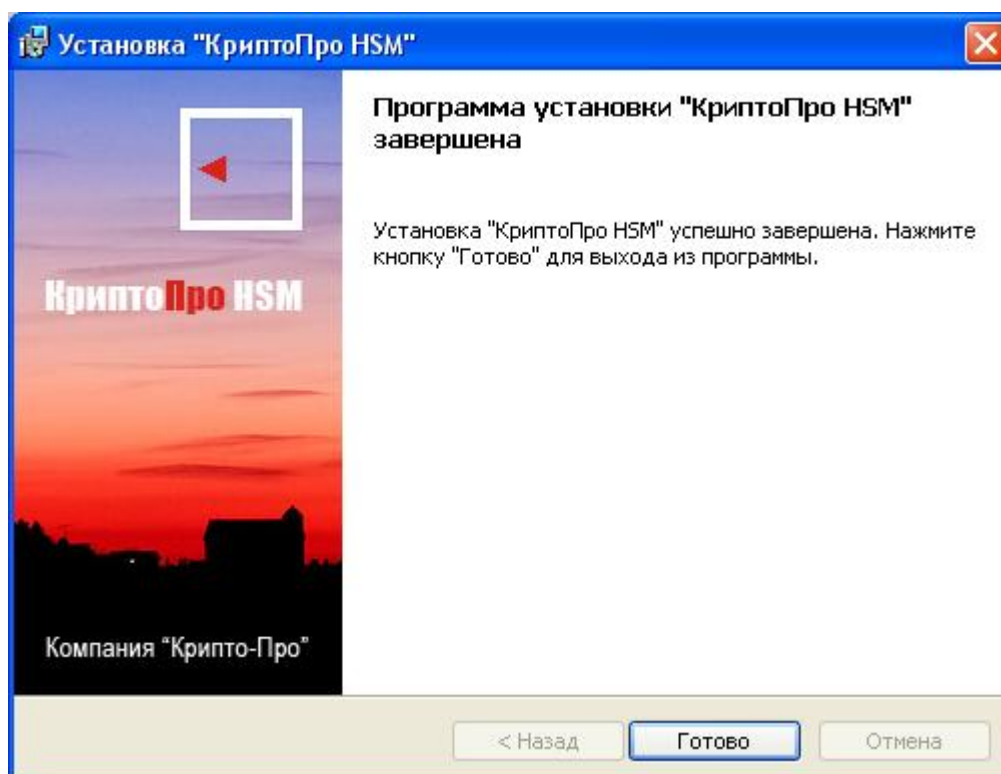 Установка "КриптоПро HSM"
Программа установки "КриптоПро HSM"
завершена
Установка "КриптоПро HSM" успешно завершена. Нажмите
кнопку "Готово" для выхода из программы.
КриптоПро HSM
Компания “Крипто-Про”
< Назад
Готово
Отмена